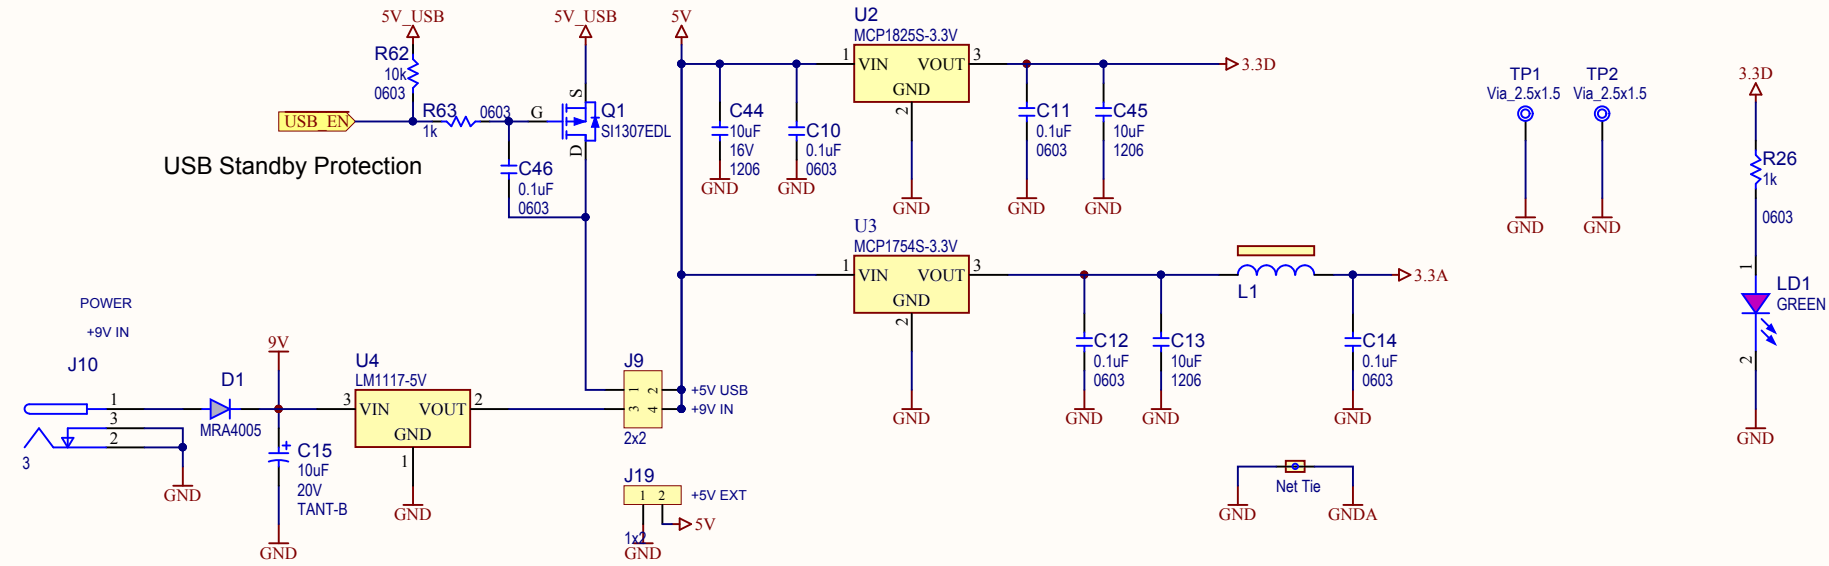 5V_USB
R62
10k
0603
USB_EN
R63
1k
0603
5V_USB
S
G
D
Q1
SI1307EDL
C46
0.1uF
0603
USB Standby Protection
5V
U2
MCP1825S-3.3V
1
VIN
VOUT
3
GND
2
GND
C44
10uF
16V
1206
GND
C10
0.1uF
0603
GND
C11
0.1uF
0603
GND
C45
10uF
1206
GND
3.3D
U3
MCP1754S-3.3V
1
VIN
VOUT
3
GND
2
GND
C12
0.1uF
0603
GND
C13
10uF
1206
GND
L1
C14
0.1uF
0603
GND
3.3A
TP1
Via_2.5x1.5
GND
TP2
Via_2.5x1.5
GND
3.3D
R26
1k
0603
1
LD1
GREEN
2
GND
POWER
+9V IN
J10
1
3
2
3
GND
D1
MRA4005
9V
C15
10uF
20V
TANT-B
GND
U4
LM1117-5V
3
VIN
VOUT
2
GND
1
GND
J9
1
2
3
4
2x2
+5V USB
+9V IN
J19
1 2
+5V EXT
5V
1x2
GND
Net Tie
GND
GNDA